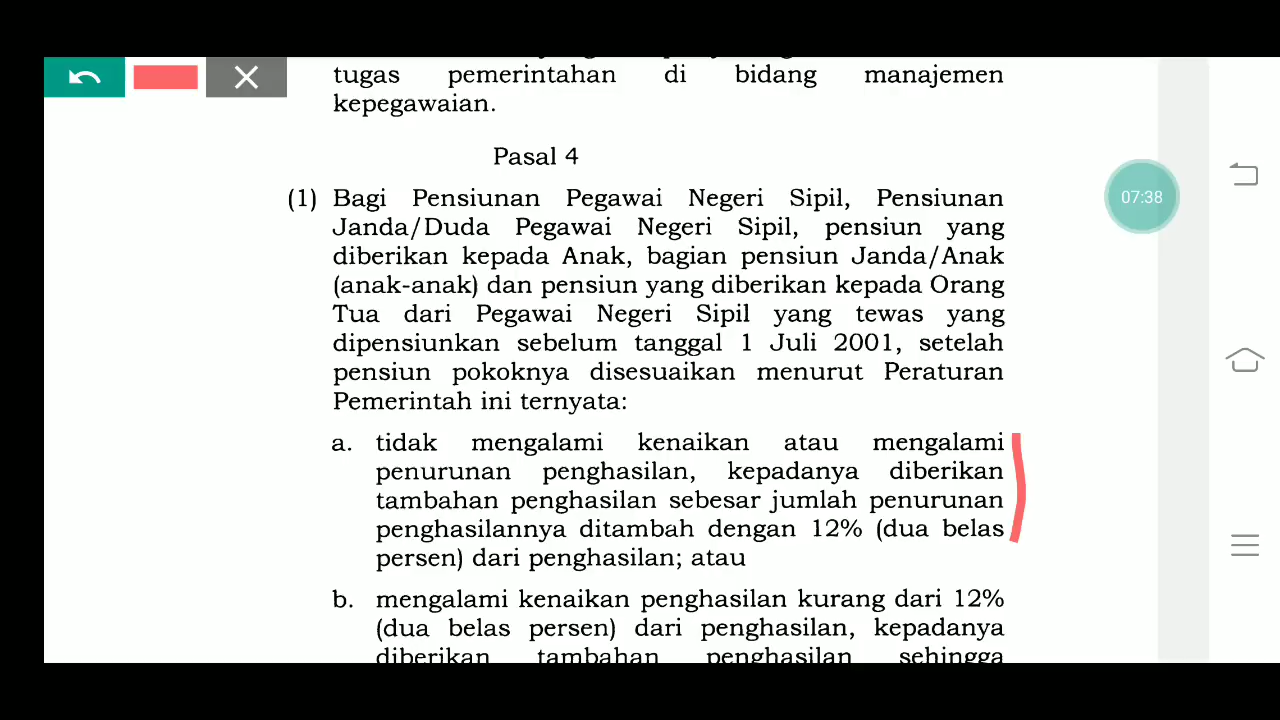 tugas pemerintahan di bidang manajemen
kepegawaian.
Pasal 4
07:38
(1) Bagi Pensiunan Pegawai Negeri Sipil, Pensiunan
Janda/Duda Pegawai Negeri Sipil, pensiun yang
diberikan kepada Anak, bagian pensiun Janda/Anak
(anak-anak) dan pensiun yang diberikan kepada Orang
Tua dari Pegawai Negeri Sipil yang tewas yang
dipensiunkan sebelum tanggal 1 Juli 2001, setelah
pensiun pokoknya disesuaikan menurut Peraturan
Pemerintah ini ternyata:
a. tidak mengalami kenaikan atau mengalami
penurunan penghasilan, kepadanya diberikan
tambahan penghasilan sebesar jumlah penurunan
penghasilannya ditambah dengan 12% (dua belas
persen) dari penghasilan; atau
b. mengalami kenaikan penghasilan kurang dari 12%
(dua belas persen) dari penghasilan, kepadanya
diberikan tambahan penghasilan sehingga